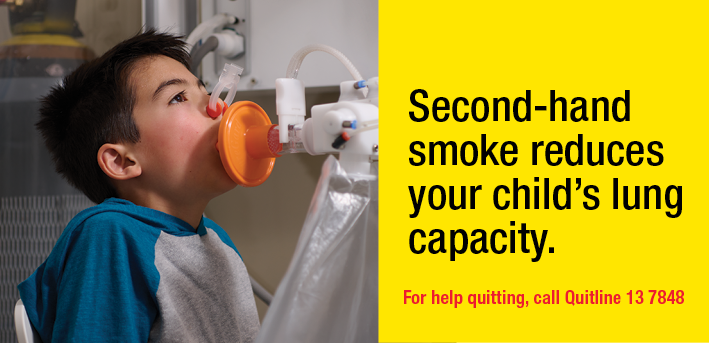 Second-hand
smoke reduces
your child’s lung
capacity.
For help quitting, call Quitline 13 7848